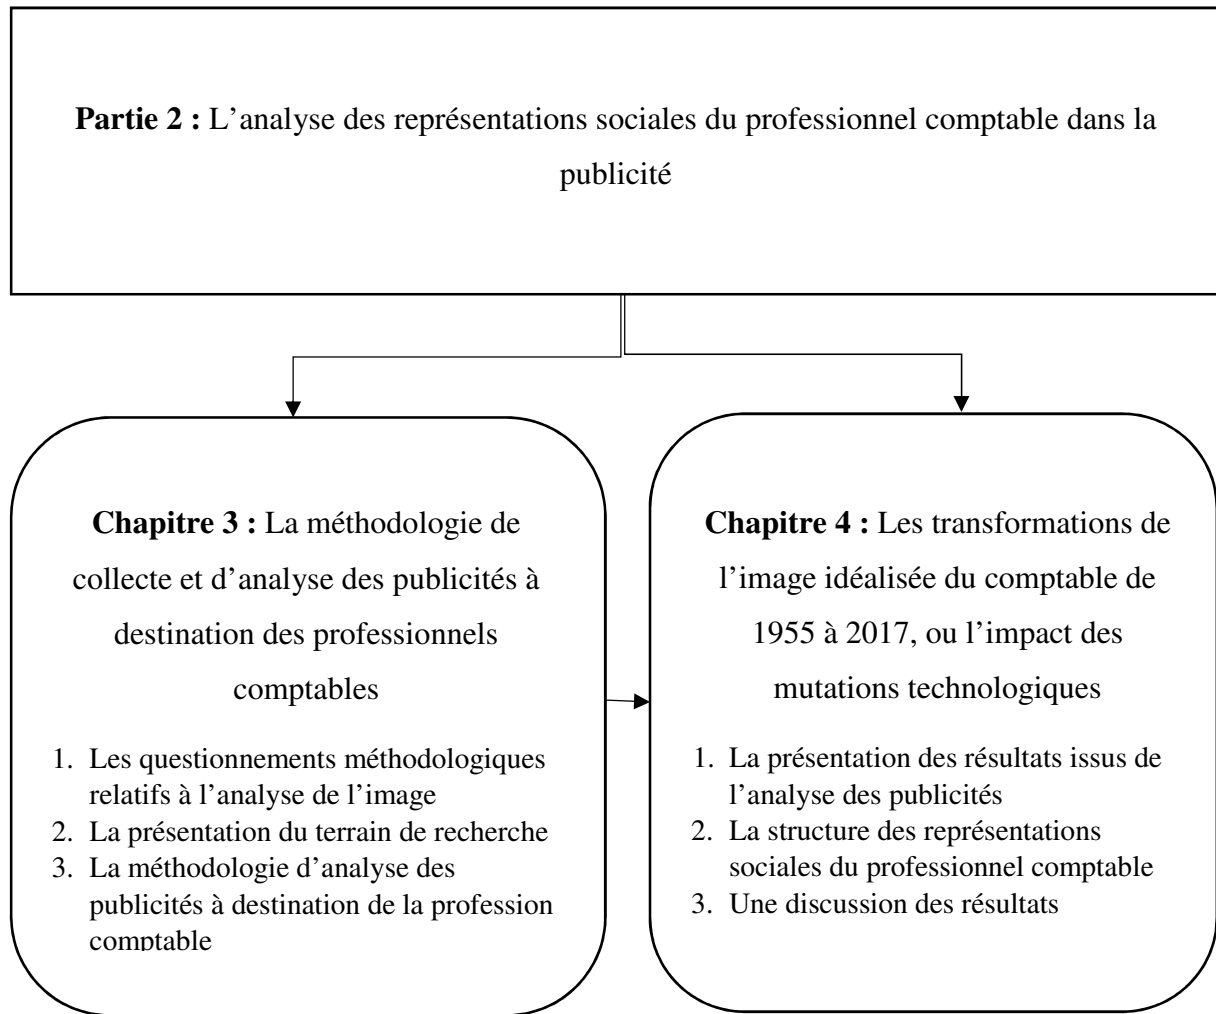 Partie 2 : L’analyse des représentations sociales du professionnel comptable dans la
publicité
Chapitre 3 : La méthodologie de
collecte et d’analyse des publicités à
destination des professionnels
comptables
1. Les questionnements méthodologiques
relatifs à l’analyse de l’image
2. La présentation du terrain de recherche
3. La méthodologie d’analyse des
publicités à destination de la profession
comptable
Chapitre 4 : Les transformations de
l’image idéalisée du comptable de
1955 à 2017, ou l’impact des
mutations technologiques
1. La présentation des résultats issus de
l’analyse des publicités
2. La structure des représentations
sociales du professionnel comptable
3. Une discussion des résultats